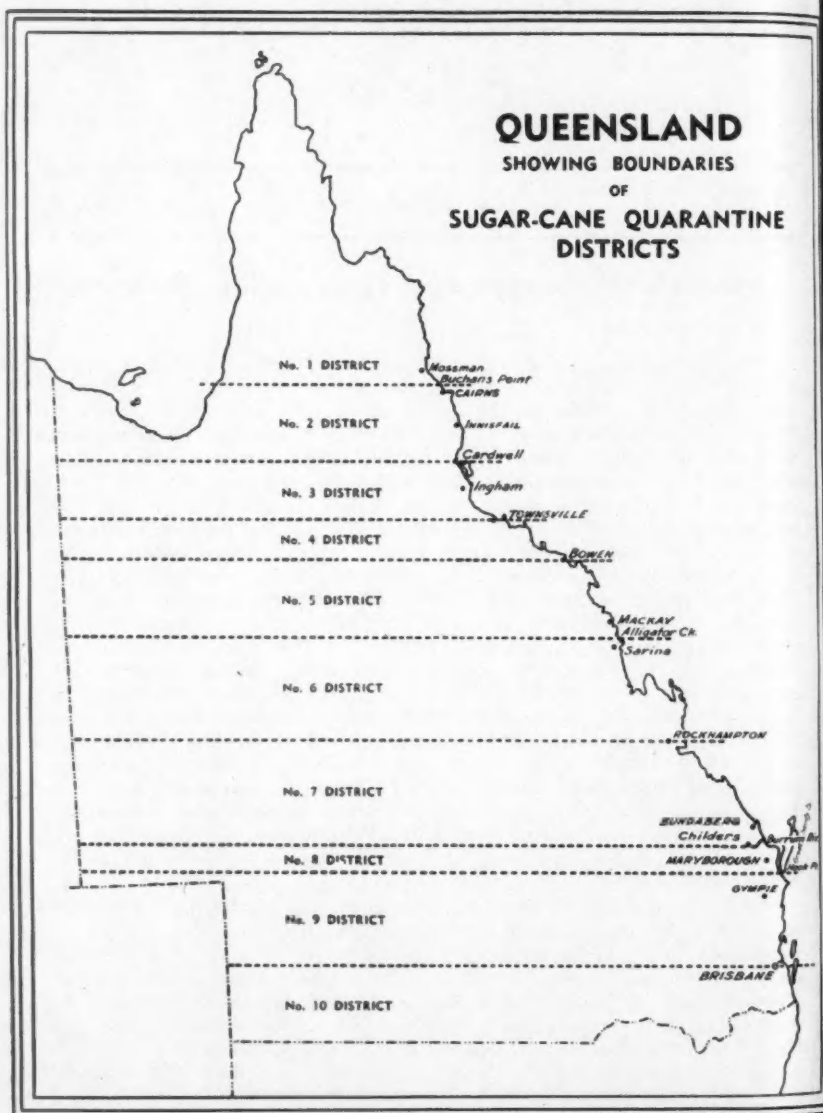 QUEENSLAND
SHOWING BOUNDARIES
OF
SUGAR-CANE QUARANTINE
DISTRICTS
No. 1 DISTRICT
Mossman
Buchans Point
CAIRNS
No. 2 DISTRICT
INNISFAIL
Cardwell
No. 3 DISTRICT
Ingham
TOWNSVILLE
No. 4 DISTRICT
BOWEN
No. 5 DISTRICT
MACKAY
Alligator Ck.
Sarina
No. 6 DISTRICT
ROCKHAMPTON
No. 7 DISTRICT
BUNDABERG
Childers
No. 8 DISTRICT
MARYBOROUGH
GYMPIE
No. 9 DISTRICT
BRISBANE
No. 10 DISTRICT